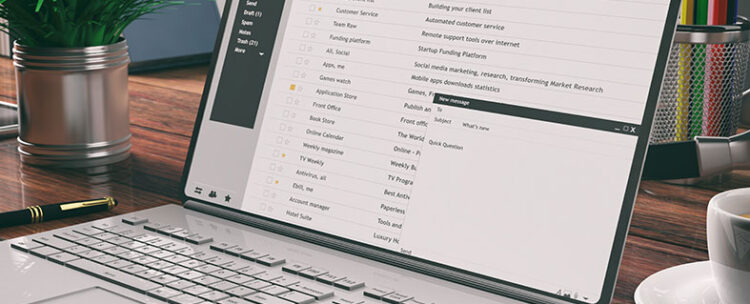 Send
Draft (1)
Spam
Notes
Trash (21)
More
Customer Service
Team Raw
Funding platform
All, Social
Apps, me
Games watch
Application Store
Front Office
Book Store
Online Calendar
Weekly magazine
TV Weekly
Antivirus, all
Ebill, me
Account manager
Hotel Suite
Building your client list
Automated customer service
Remote support tools over internet
Startup Funding Platform
Social media marketing, research, transforming Market Research
Mobile apps downloads statistics
Games,
Publish an
Front offic
The World
Online - P
Weekly Bu
TV Progra
Best Antiv
Paperless
Tools and
Luxury Ho
New message
To
Subject What's new
Quick Question
Send